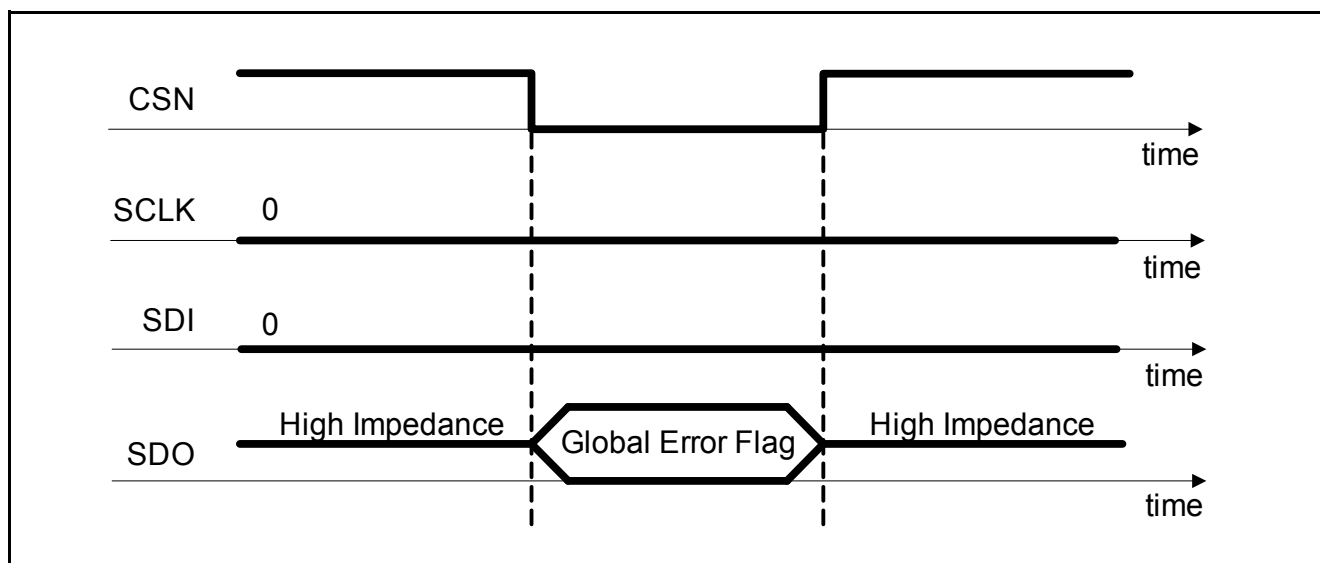 CSN
time
SCLK
0
time
SDI
0
time
High Impedance
Global Error Flag
High Impedance
SDO
time